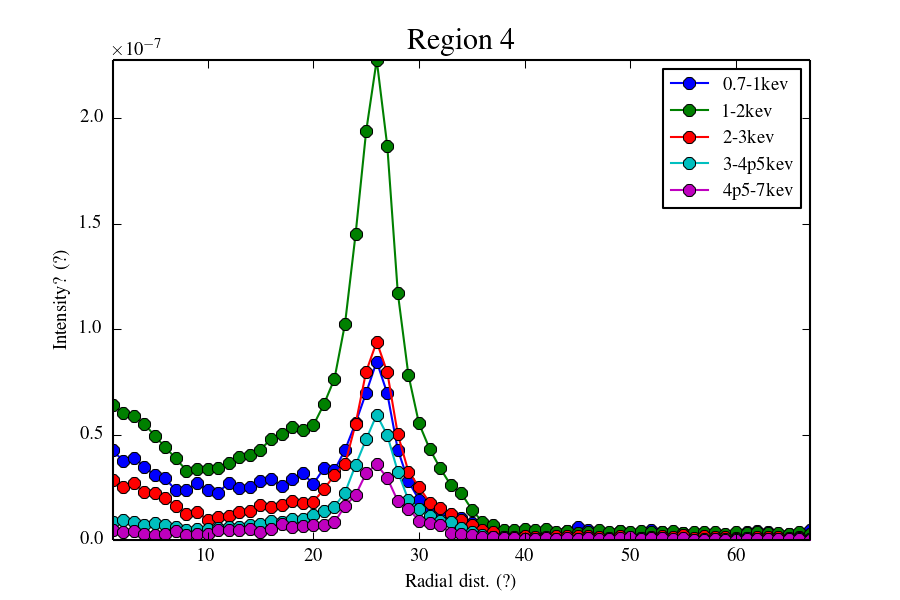 Region 4
×10⁻⁷
0.7-1kev
1-2kev
2-3kev
3-4p5kev
4p5-7kev
2.0
1.5
1.0
0.5
0.0
Intensity? (?)
10 20 30 40 50 60
Radial dist. (?)